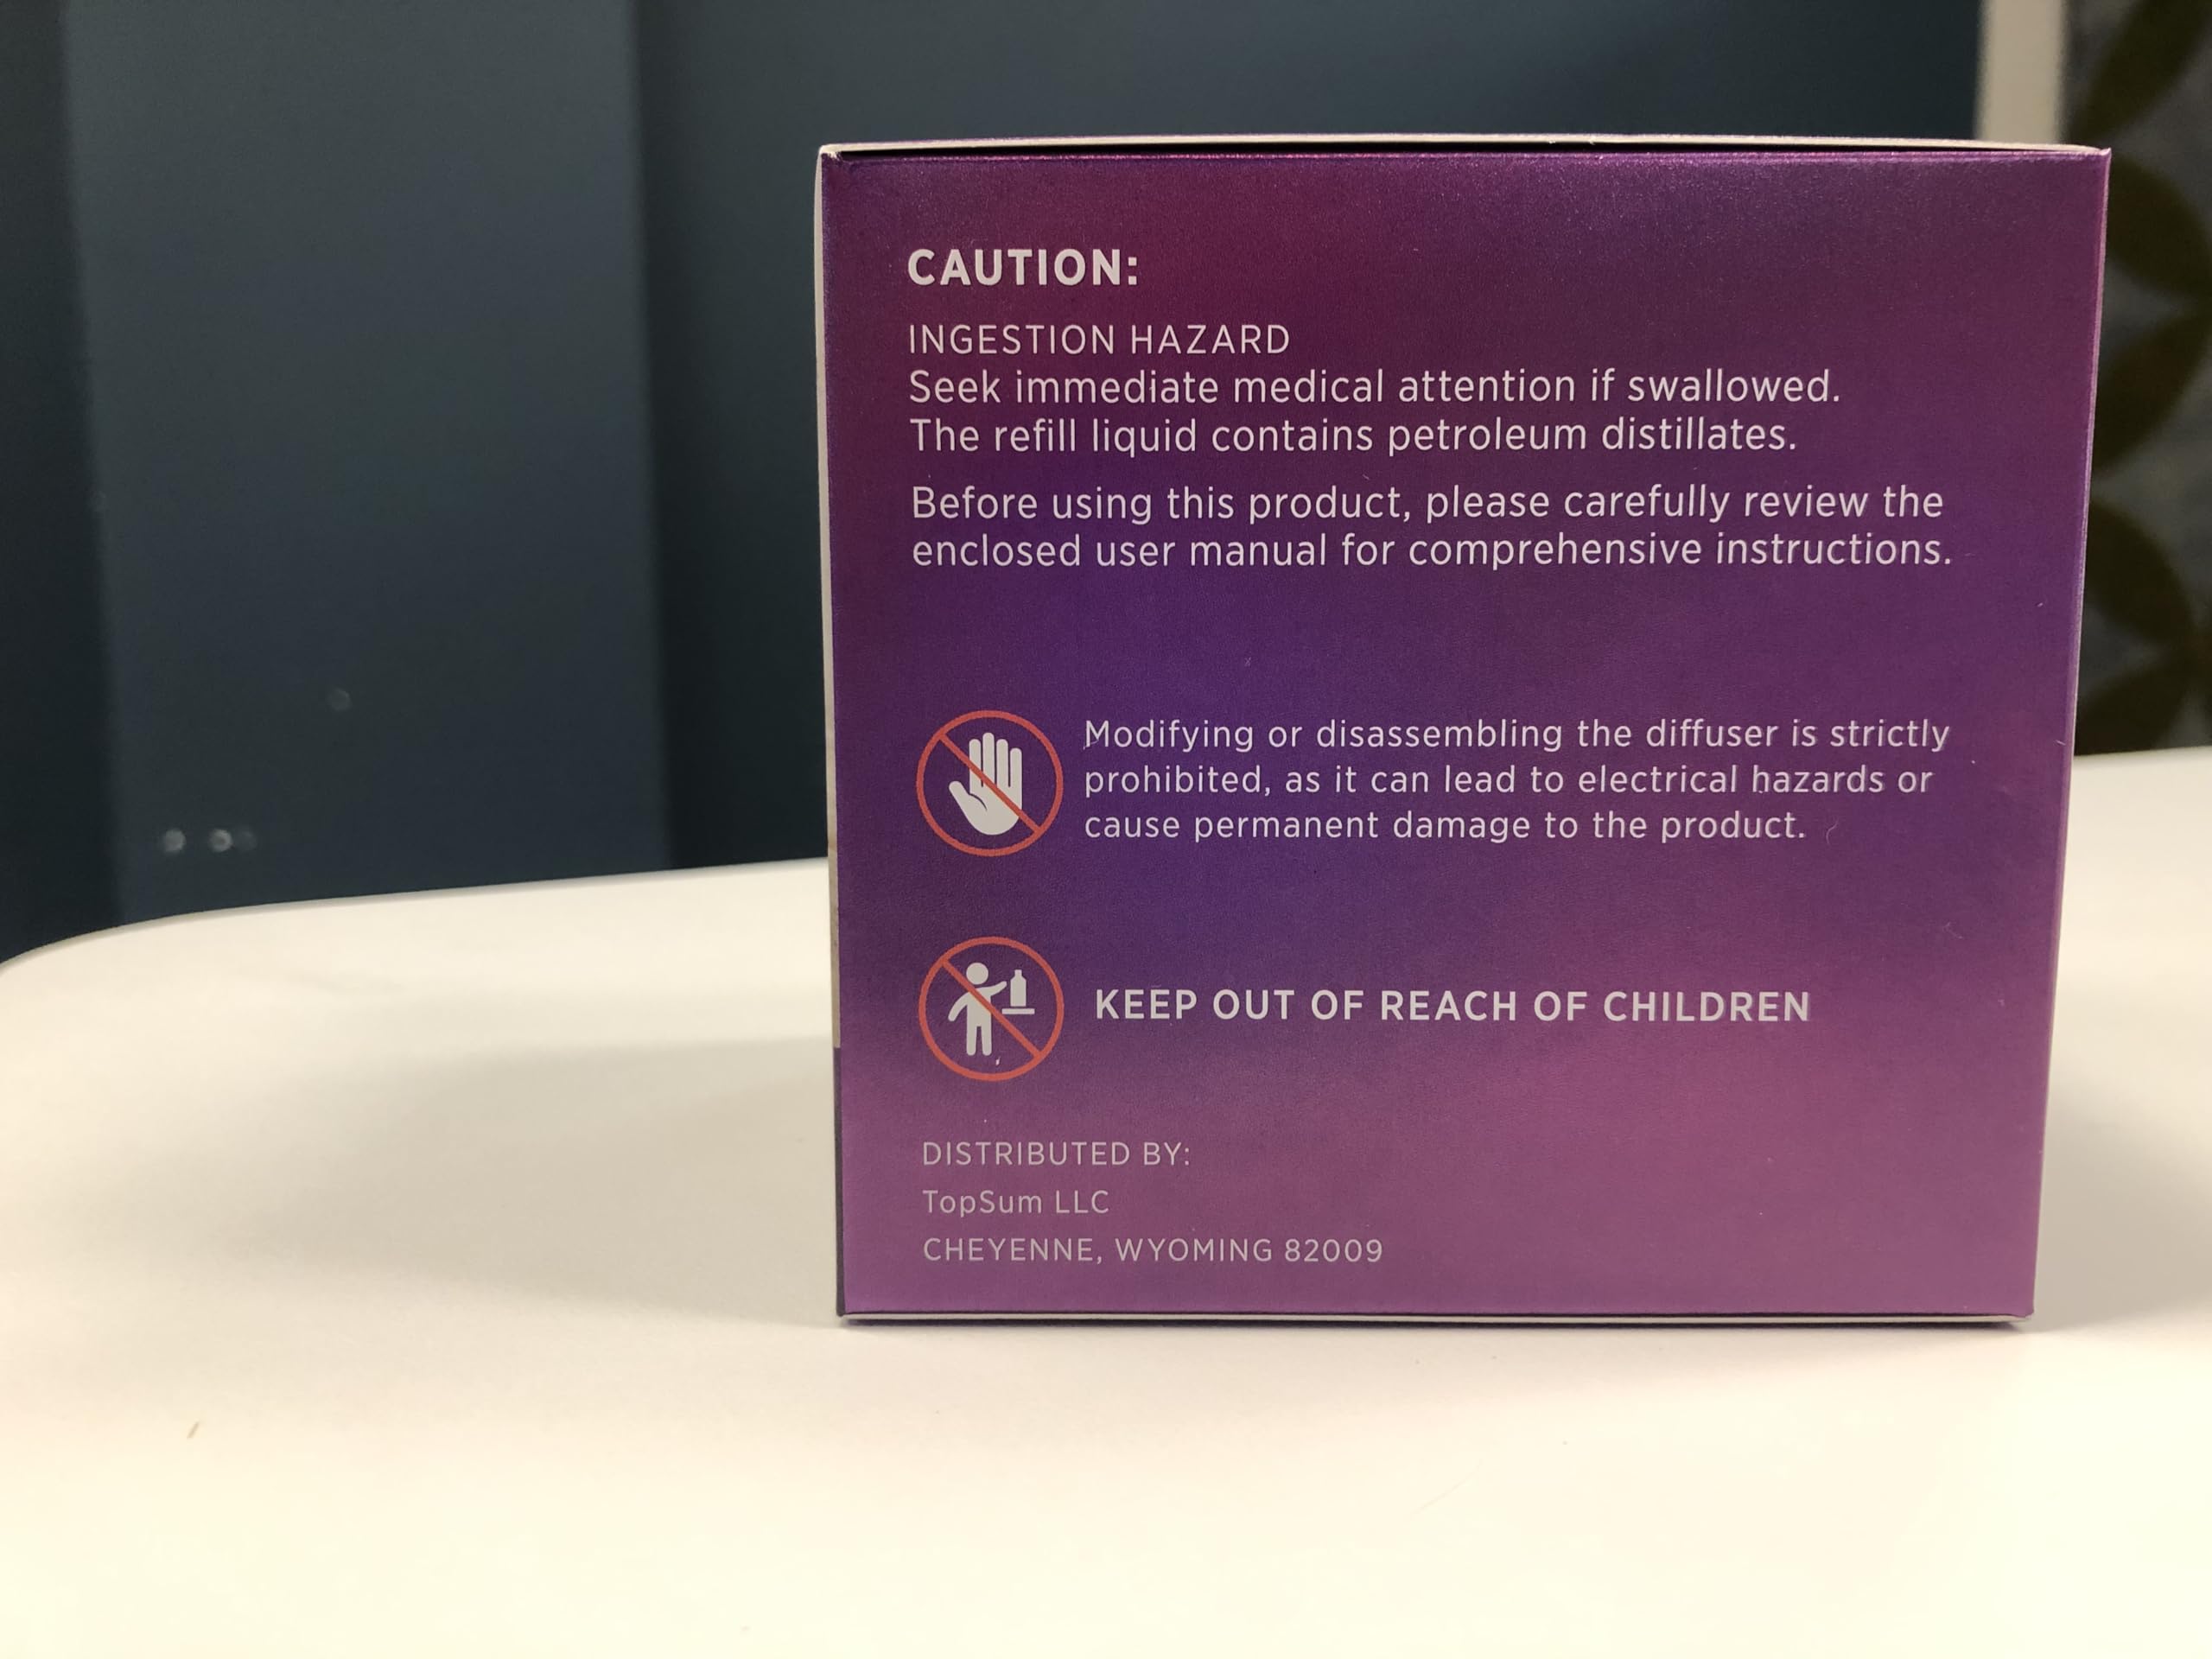 CAUTION:
INGESTION HAZARD
Seek immediate medical attention if swallowed.
The refill liquid contains petroleum distillates.
Before using this product, please carefully review the
enclosed user manual for comprehensive instructions.
Modifying or disassembling the diffuser is strictly
prohibited, as it can lead to electrical hazards or
cause permanent damage to the product.
KEEP OUT OF REACH OF CHILDREN
DISTRIBUTED BY:
TopSum LLC
CHEYENNE, WYOMING 82009